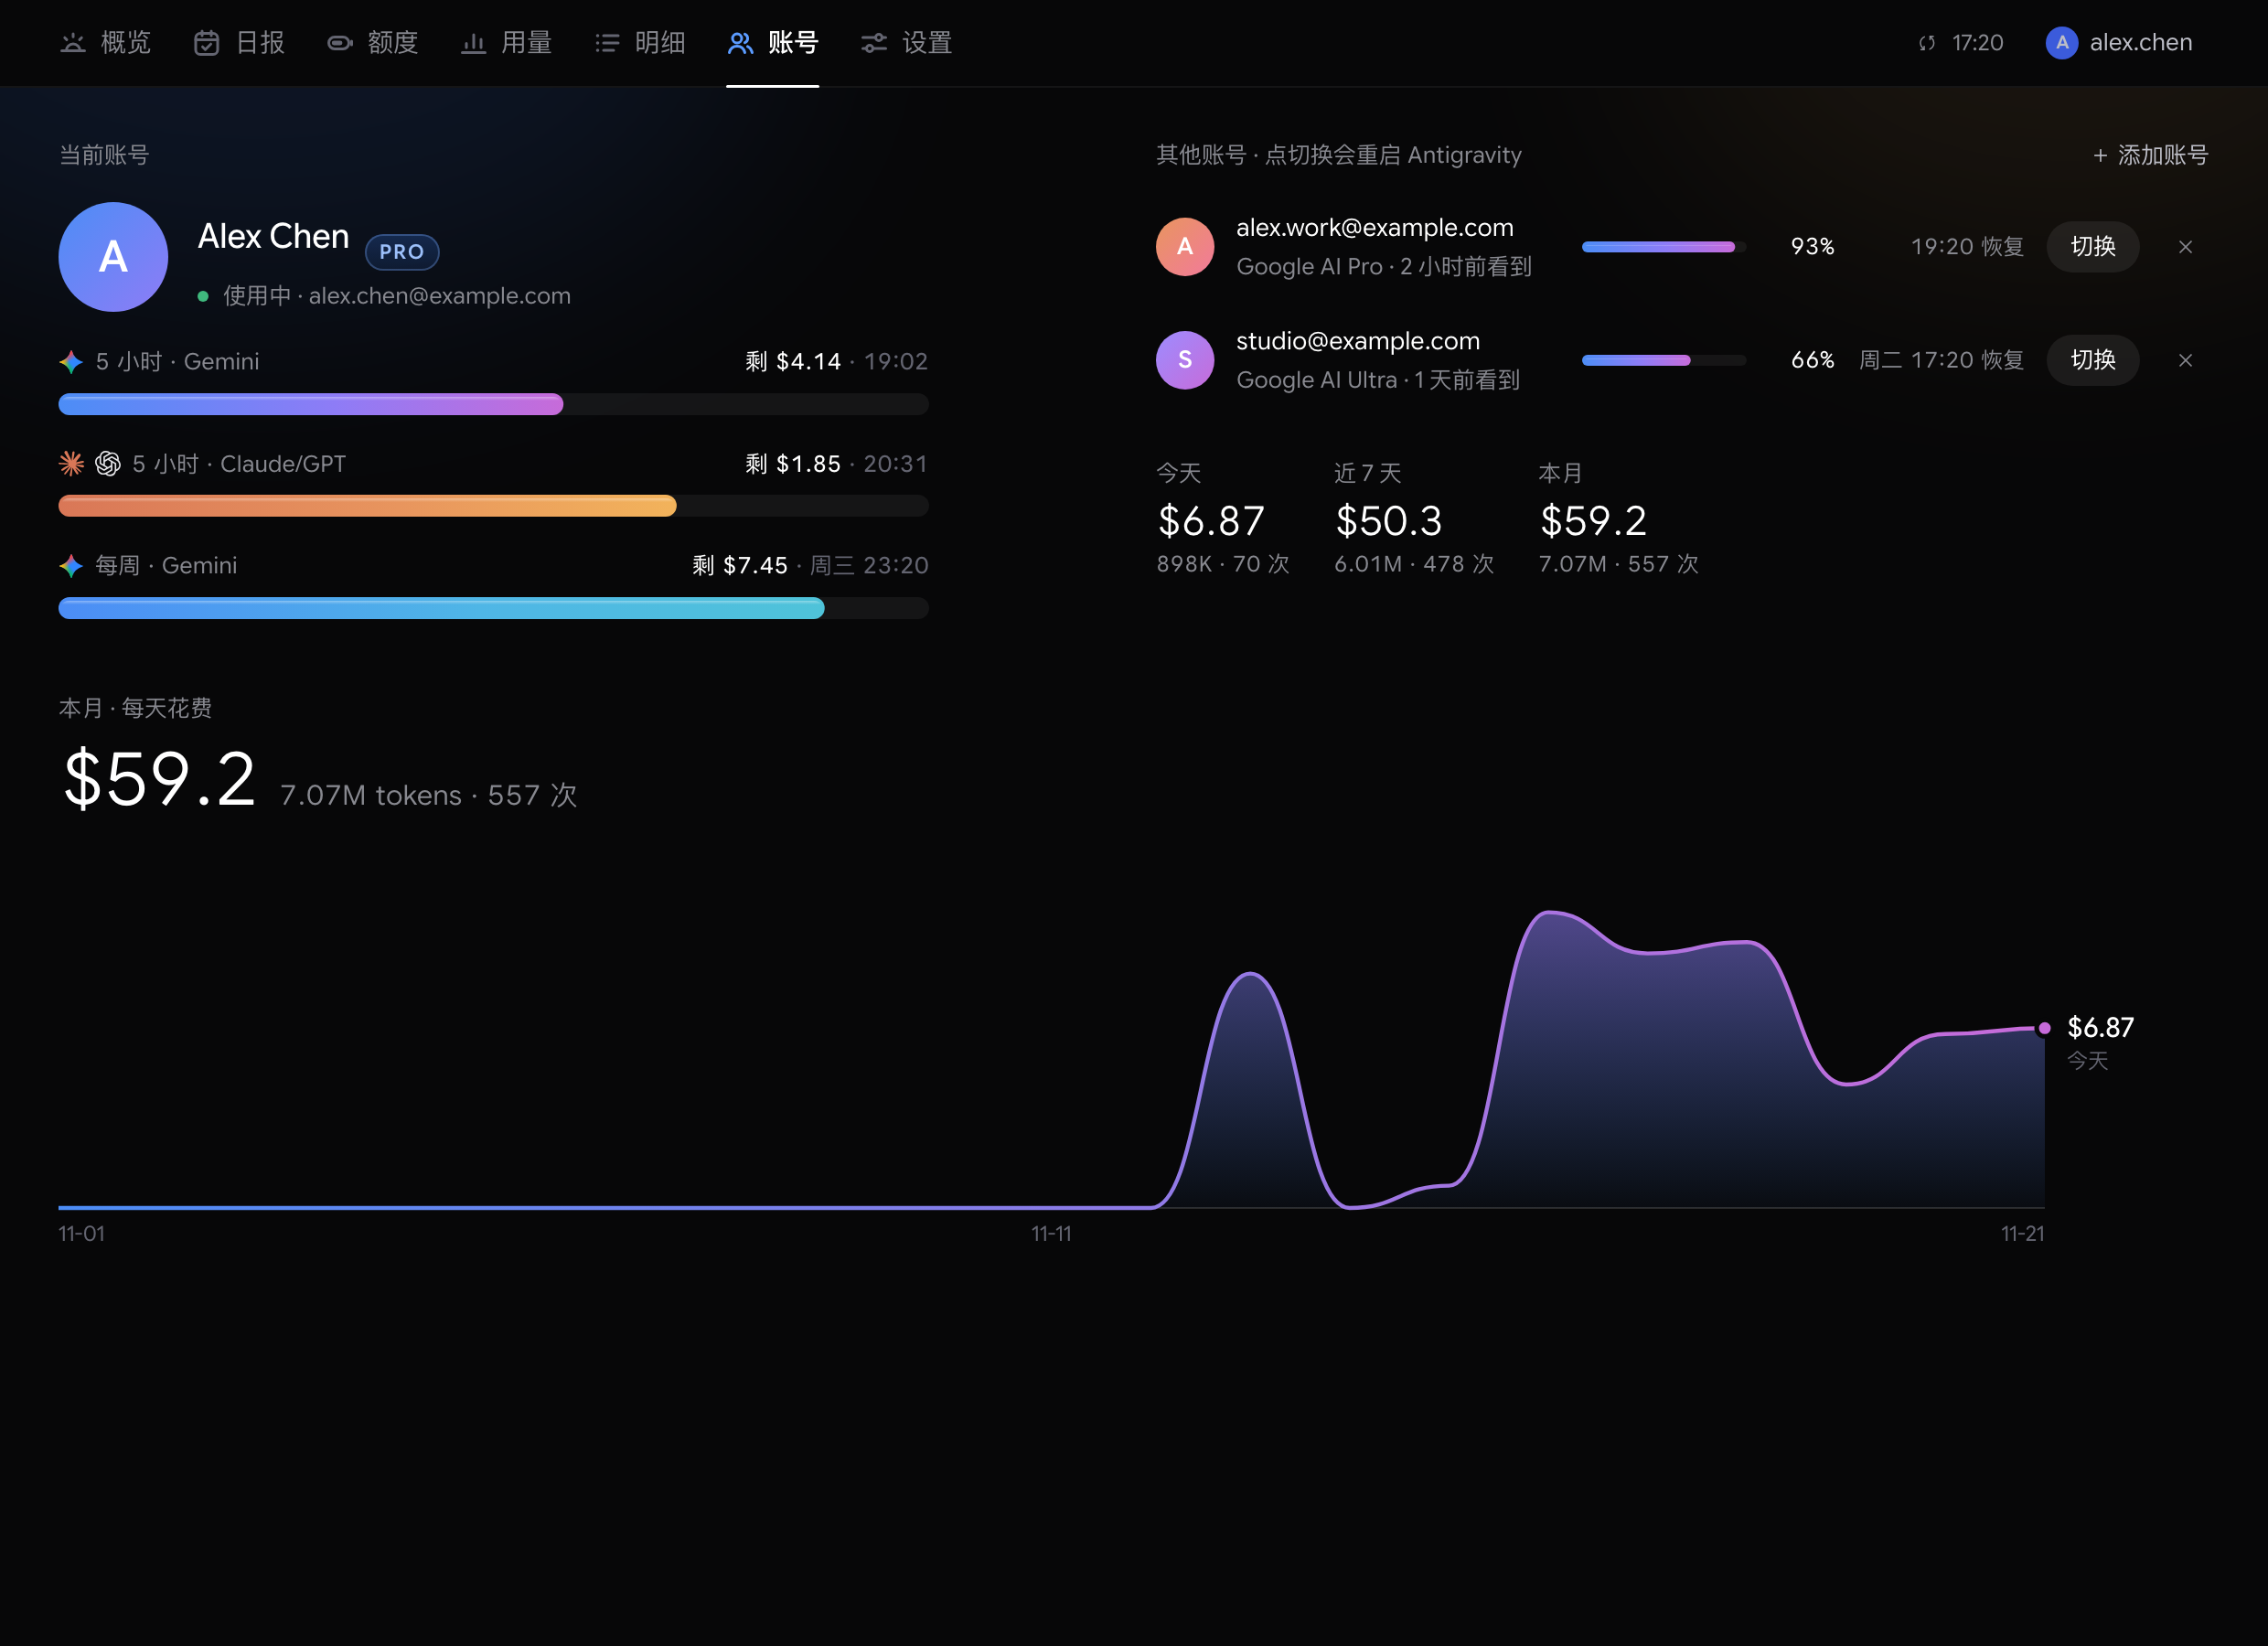 概览 日报 额度 用量 明细 账号 设置 17:20 A alex.chen
当前账号
A
Alex Chen PRO
使用中 · alex.chen@example.com
5 小时 · Gemini 剩 $4.14 · 19:02
5 小时 · Claude/GPT 剩 $1.85 · 20:31
每周 · Gemini 剩 $7.45 · 周三 23:20
其他账号 · 点切换会重启 Antigravity + 添加账号
A
alex.work@example.com
Google AI Pro · 2 小时前看到
93% 19:20 恢复 切换 ×
S
studio@example.com
Google AI Ultra · 1 天前看到
66% 周二 17:20 恢复 切换 ×
今天 近 7 天 本月
$6.87 $50.3 $59.2
898K · 70 次 6.01M · 478 次 7.07M · 557 次
本月 · 每天花费
$59.2 7.07M tokens · 557 次
$6.87
今天
11-01 11-11 11-21